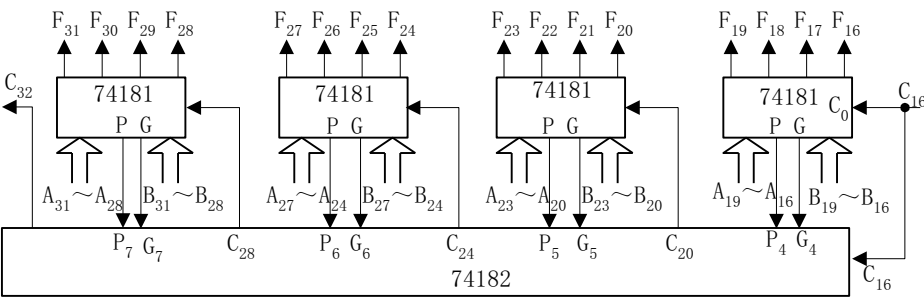 F₃₁ F₃₀ F₂₉ F₂₈ F₂₇ F₂₆ F₂₅ F₂₄ F₂₃ F₂₂ F₂₁ F₂₀ F₁₉ F₁₈ F₁₇ F₁₆
C₃₂ 74181 74181 74181 74181 C₀ C₁₆
P G P G P G P G
A₃₁～A₂₈ B₃₁～B₂₈ A₂₇～A₂₄ B₂₇～B₂₄ A₂₃～A₂₀ B₂₃～B₂₀ A₁₉～A₁₆ B₁₉～B₁₆
P₇ G₇ C₂₈ P₆ G₆ C₂₄ P₅ G₅ C₂₀ P₄ G₄ C₁₆
74182